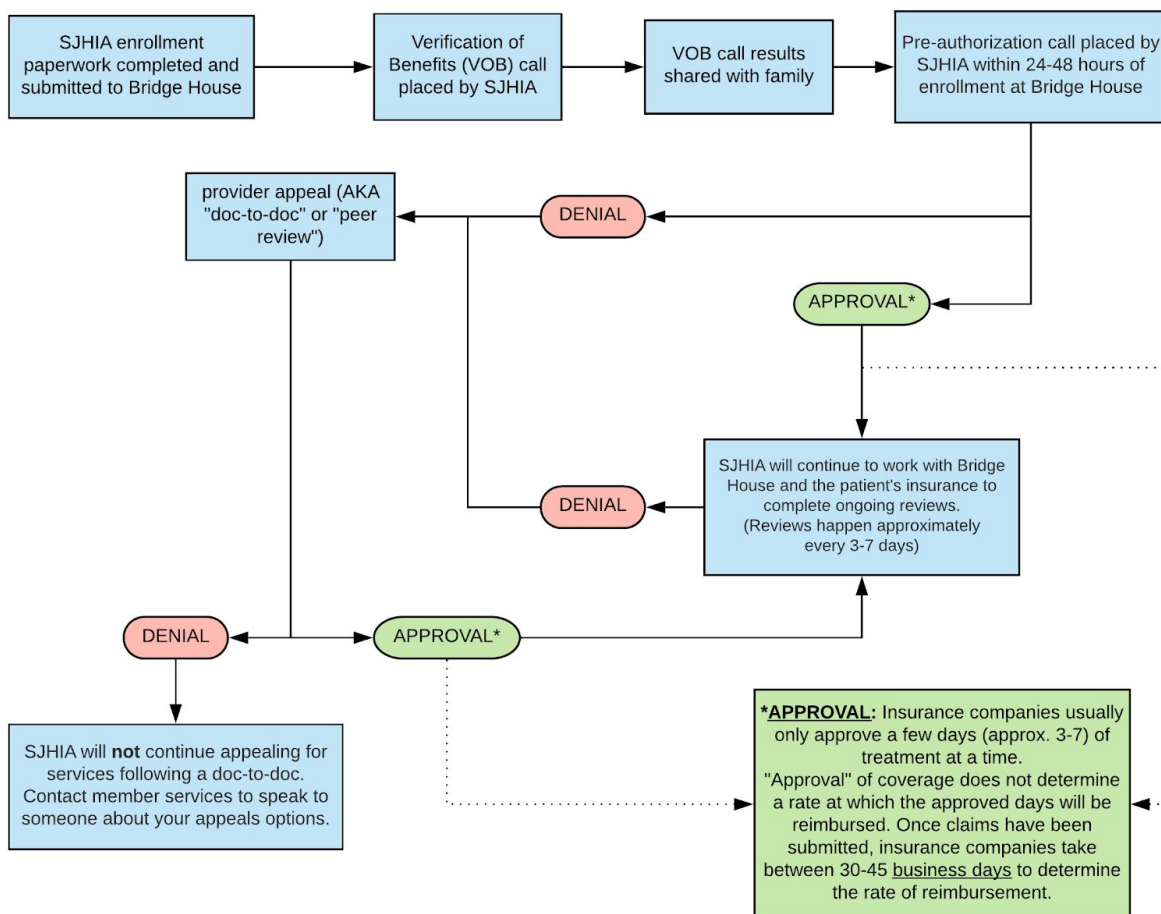 SJHIA enrollment
paperwork completed and
submitted to Bridge House
Verification of
Benefits (VOB) call
placed by SJHIA
VOB call results
shared with family
Pre-authorization call placed by
SJHIA within 24-48 hours of
enrollment at Bridge House
provider appeal (AKA
"doc-to-doc" or "peer
review")
DENIAL
APPROVAL*
SJHIA will continue to work with Bridge
House and the patient's insurance to
complete ongoing reviews.
(Reviews happen approximately
every 3-7 days)
DENIAL
DENIAL
APPROVAL*
SJHIA will not continue appealing for
services following a doc-to-doc.
Contact member services to speak to
someone about your appeals options.
*APPROVAL: Insurance companies usually
only approve a few days (approx. 3-7) of
treatment at a time.
"Approval" of coverage does not determine
a rate at which the approved days will be
reimbursed. Once claims have been
submitted, insurance companies take
between 30-45 business days to determine
the rate of reimbursement.